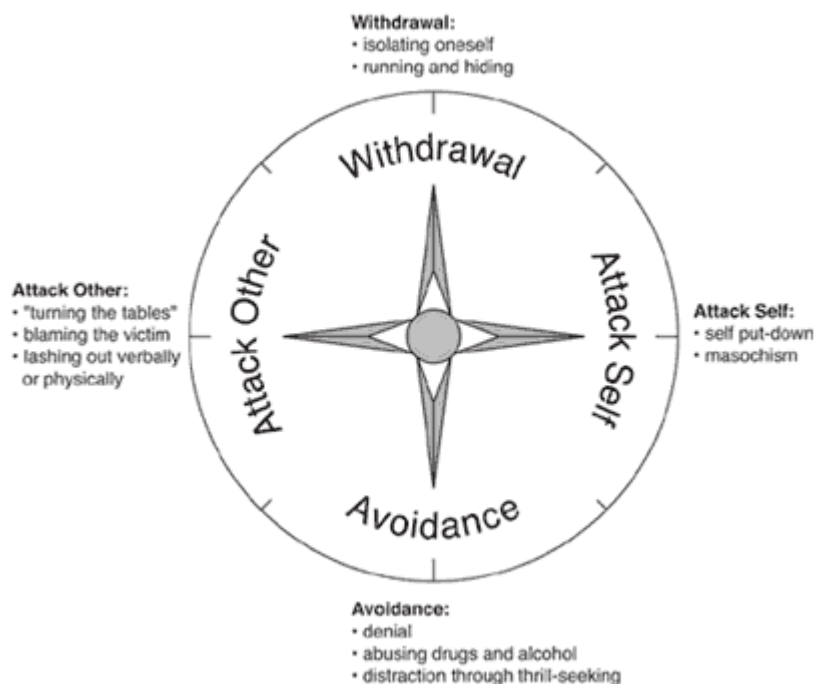 Withdrawal:
• isolating oneself
• running and hiding
Withdrawal
Attack Other:
• "turning the tables"
• blaming the victim
• lashing out verbally
or physically
Attack Other
Attack Self
Attack Self:
• self put-down
• masochism
Avoidance
Avoidance:
• denial
• abusing drugs and alcohol
• distraction through thrill-seeking